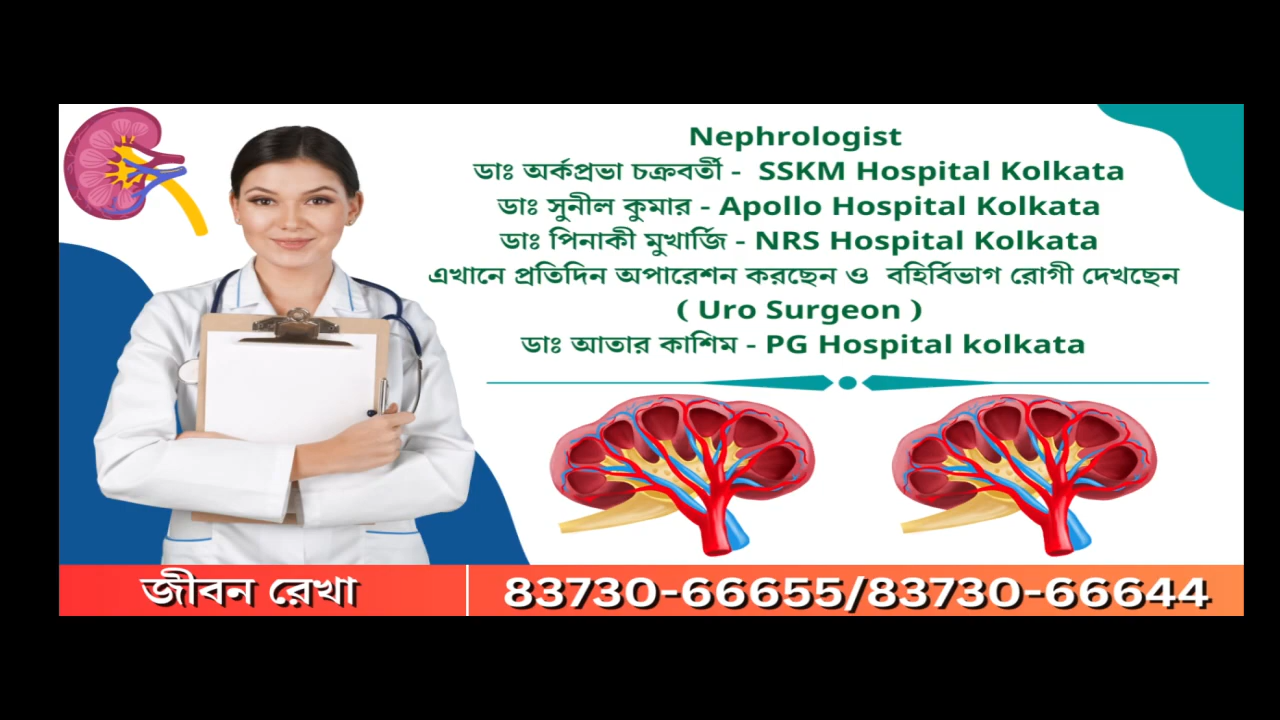 Nephrologist
ডাঃ অর্কপ্রভা চক্রবর্তী - SSKM Hospital Kolkata
ডাঃ সুনীল কুমার - Apollo Hospital Kolkata
ডাঃ পিনাকী মুখার্জি - NRS Hospital Kolkata
এখানে প্রতিদিন অপারেশন করছেন ও বহির্বিভাগ রোগী দেখছেন
( Uro Surgeon )
ডাঃ আতার কাশিম - PG Hospital kolkata
জীবন রেখা
83730-66655/83730-66644